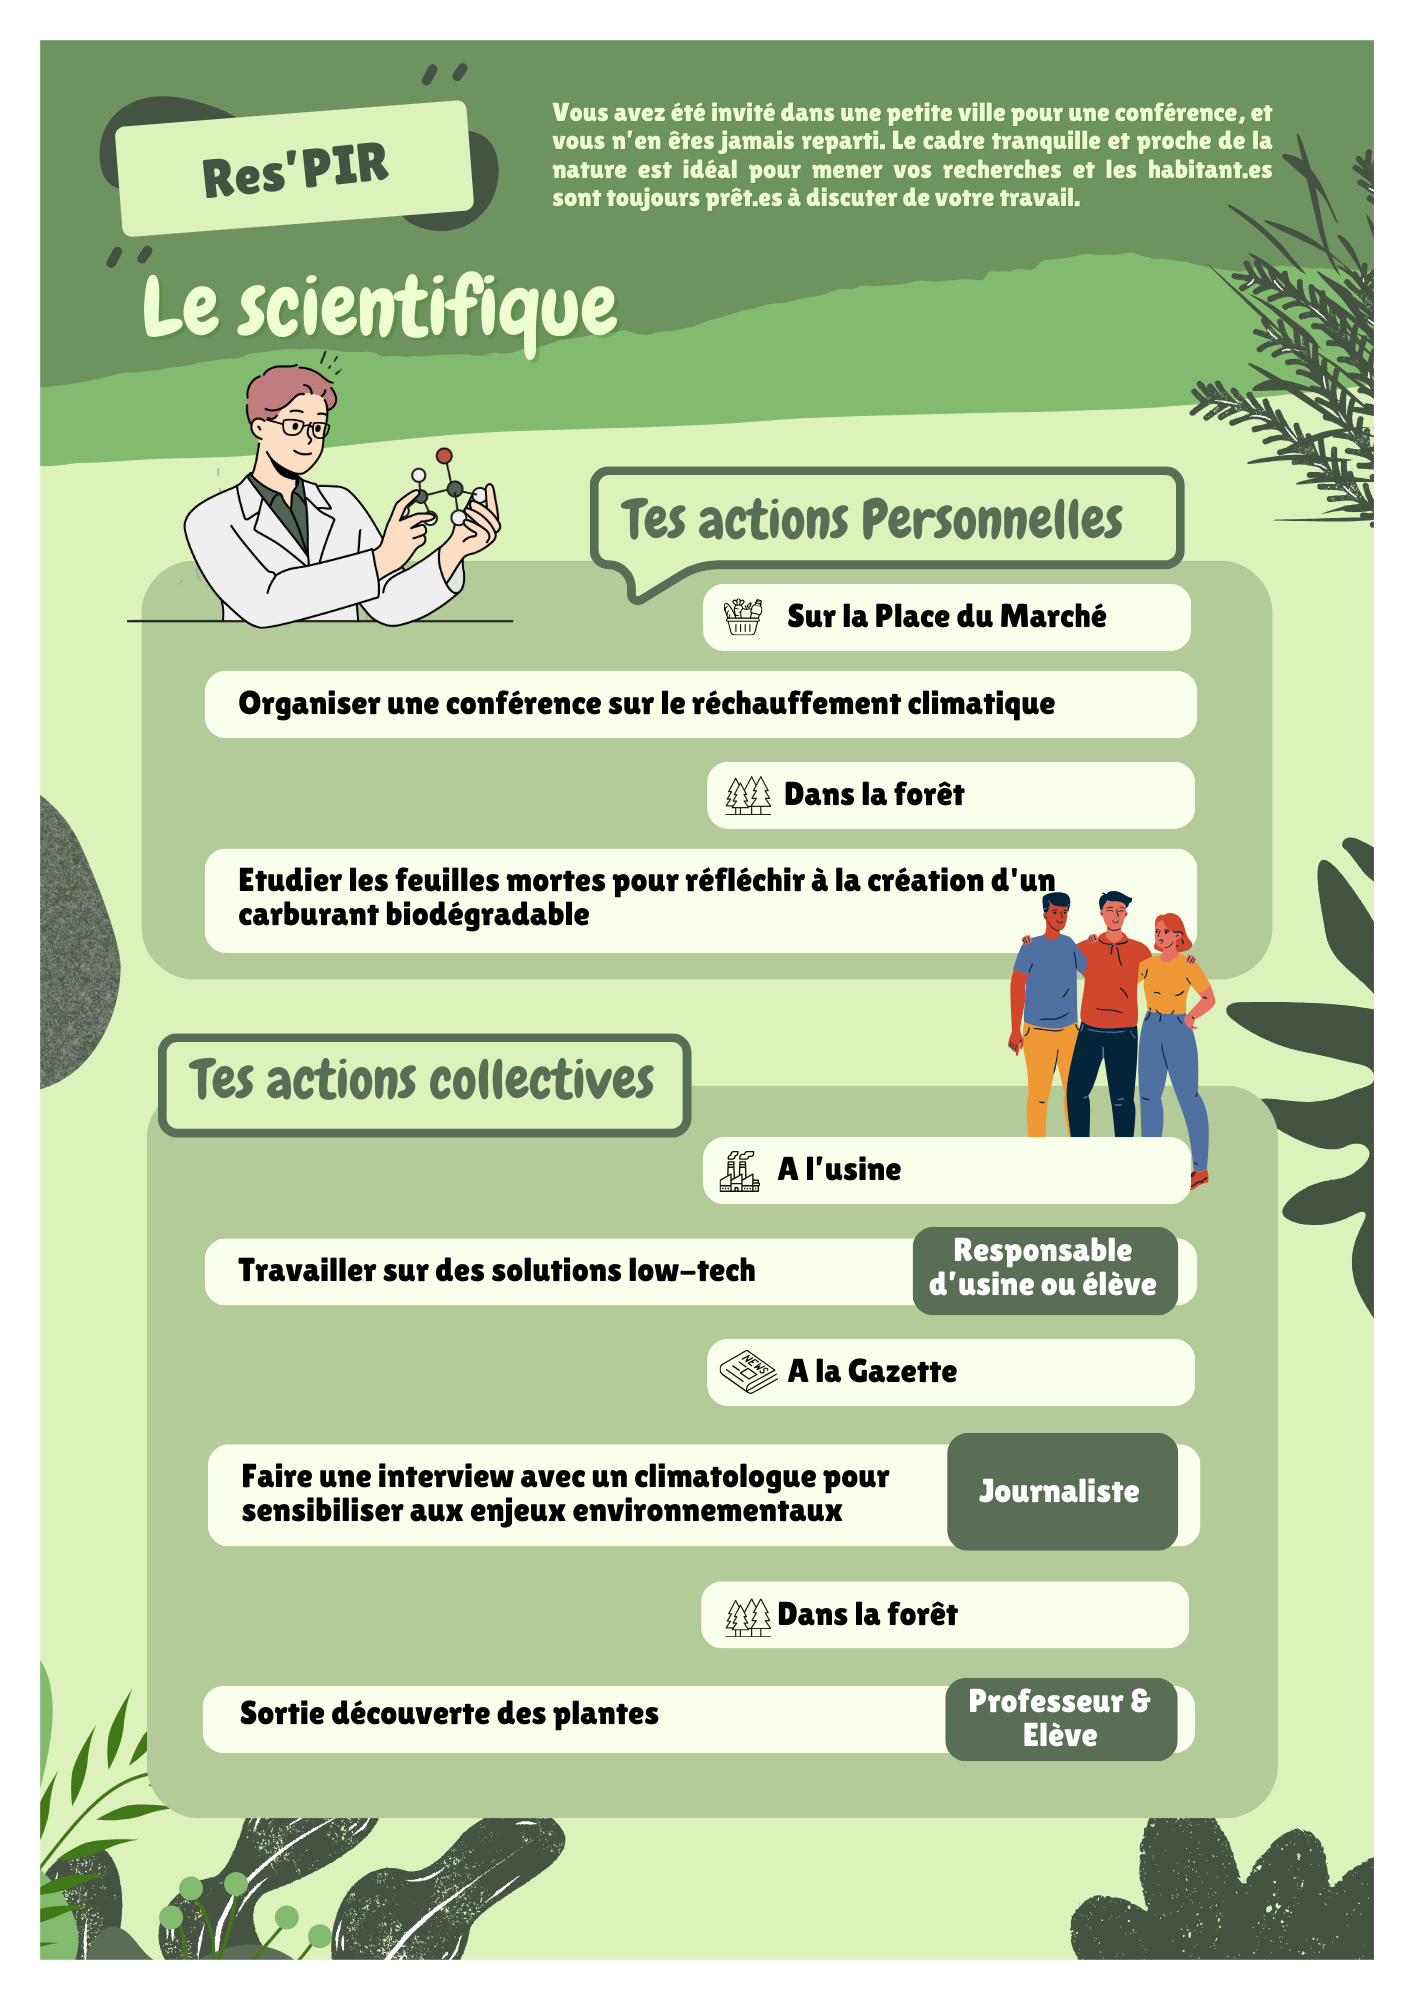 Res'PIR
Vous avez été invité dans une petite ville pour une conférence, et
vous n'en êtes jamais reparti. Le cadre tranquille et proche de la
nature est idéal pour mener vos recherches et les habitant.es
sont toujours prêt.es à discuter de votre travail.
Le scientifique
Tes actions Personnelles
Sur la Place du Marché
Organiser une conférence sur le réchauffement climatique
Dans la forêt
Etudier les feuilles mortes pour réfléchir à la création d'un
carburant biodégradable
Tes actions collectives
A l'usine
Travailler sur des solutions low-tech
Responsable
d'usine ou élève
NEWS
A la Gazette
Faire une interview avec un climatologue pour
sensibiliser aux enjeux environnementaux
Journaliste
Dans la forêt
Sortie découverte des plantes
Professeur &
Elève